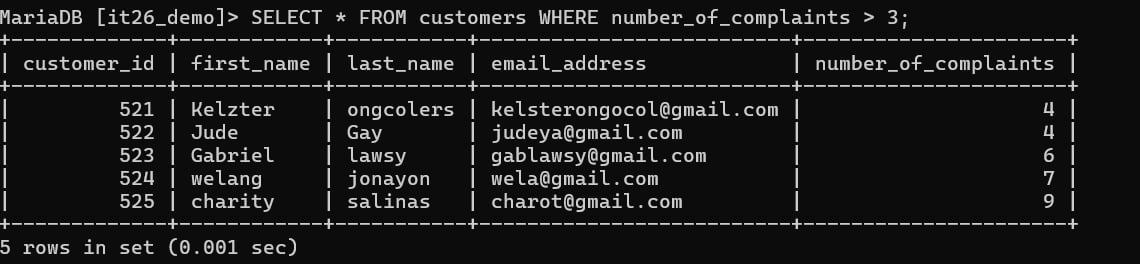 MariaDB [it26_demo]> SELECT * FROM customers WHERE number_of_complaints > 3;
+-------------+------------+-----------+--------------------------+----------------------+
| customer_id | first_name | last_name | email_address            | number_of_complaints |
+-------------+------------+-----------+--------------------------+----------------------+
|         521 | Kelzter    | ongcolers | kelsterongocol@gmail.com |                    4 |
|         522 | Jude       | Gay       | judeya@gmail.com         |                    4 |
|         523 | Gabriel    | lawsy     | gablawsy@gmail.com       |                    6 |
|         524 | welang     | jonayon   | wela@gmail.com           |                    7 |
|         525 | charity    | salinas   | charot@gmail.com         |                    9 |
+-------------+------------+-----------+--------------------------+----------------------+
5 rows in set (0.001 sec)